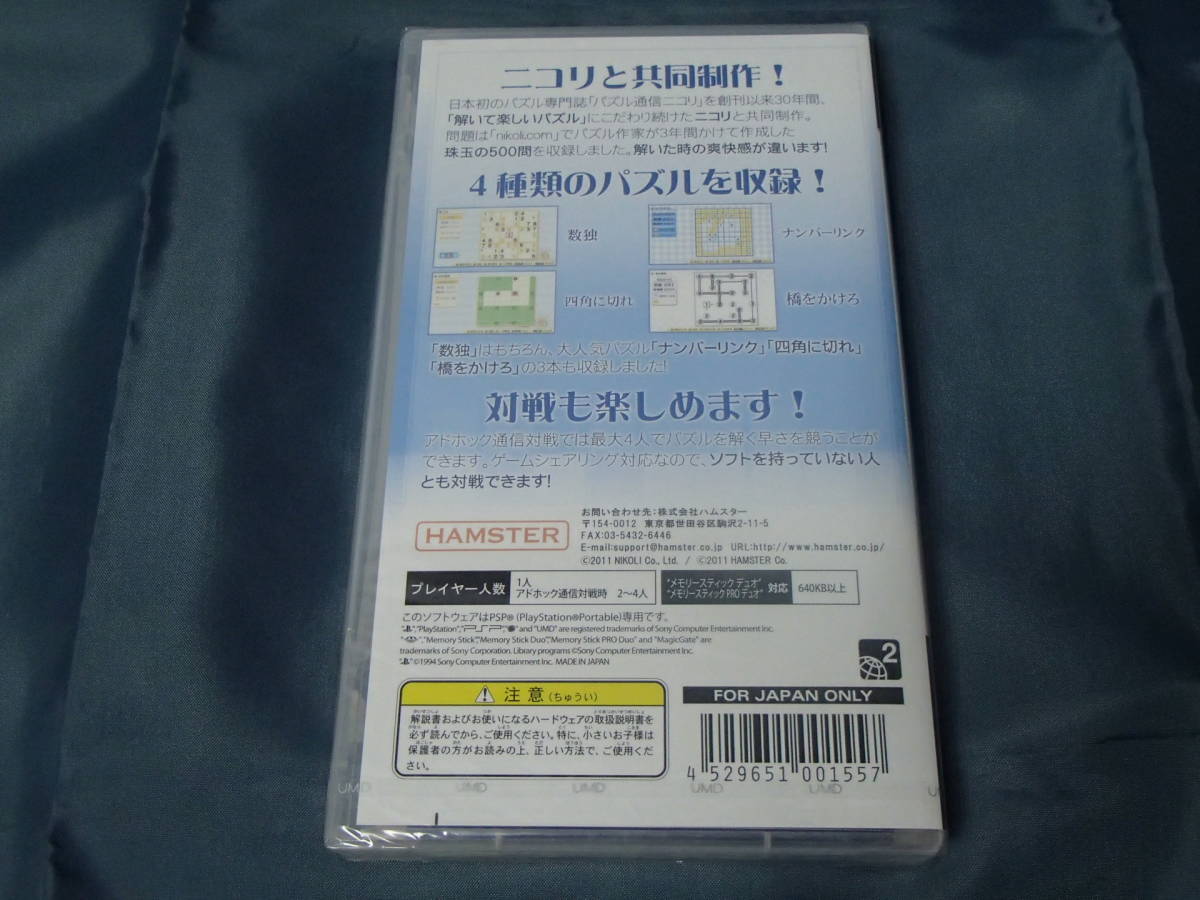 ニコリと共同制作！
日本初のパズル専門誌「パズル通信ニコリ」を創刊以来30年間、
「解いて楽しいパズル」にこだわり続けたニコリと共同制作。
問題は「nikoli.com」でパズル作家が3年間かけて作成した
珠玉の500問を収録しました。解いた時の爽快感が違います!
4種類のパズルを収録！
数独
ナンバーリンク
四角に切れ
橋をかけろ
「数独」はもちろん、大人気パズル「ナンバーリンク」「四角に切れ」
「橋をかけろ」の3本も収録しました!
対戦も楽しめます！
アドホック通信対戦では最大4人でパズルを解く早さを競うことが
できます。ゲームシェアリング対応なので、ソフトを持っていない人
とも対戦できます!
HAMSTER
お問い合わせ先：株式会社ハムスター
〒154-0012 東京都世田谷区駒沢2-11-5
FAX:03-5432-6446
E-mail:support@hamster.co.jp URL:http://www.hamster.co.jp/
©2011 NIKOLI Co., Ltd. / ©2011 HAMSTER Co.
プレイヤー人数
1人
アドホック通信対戦時 2〜4人
"メモリースティック デュオ"
"メモリースティック PRO デュオ"
対応
640KB以上
このソフトウェアはPSP® (PlayStation®Portable)専用です。
" ", "PlayStation", "PSP", " " and "UMD" are registered trademarks of Sony Computer Entertainment Inc.
" ", "Memory Stick", "Memory Stick Duo", "Memory Stick PRO Duo" and "MagicGate" are
trademarks of Sony Corporation. Library programs ©Sony Computer Entertainment Inc.
" " ©1994 Sony Computer Entertainment Inc. MADE IN JAPAN
2
注意(ちゅうい)
解説書およびお使いになるハードウェアの取扱説明書を
必ず読んでから、ご使用ください。特に、小さいお子様は
保護者の方がお読みの上、正しい方法で、ご使用くだ
さい。
FOR JAPAN ONLY
4 529651 001557
UMD UMD UMD UMD UMD